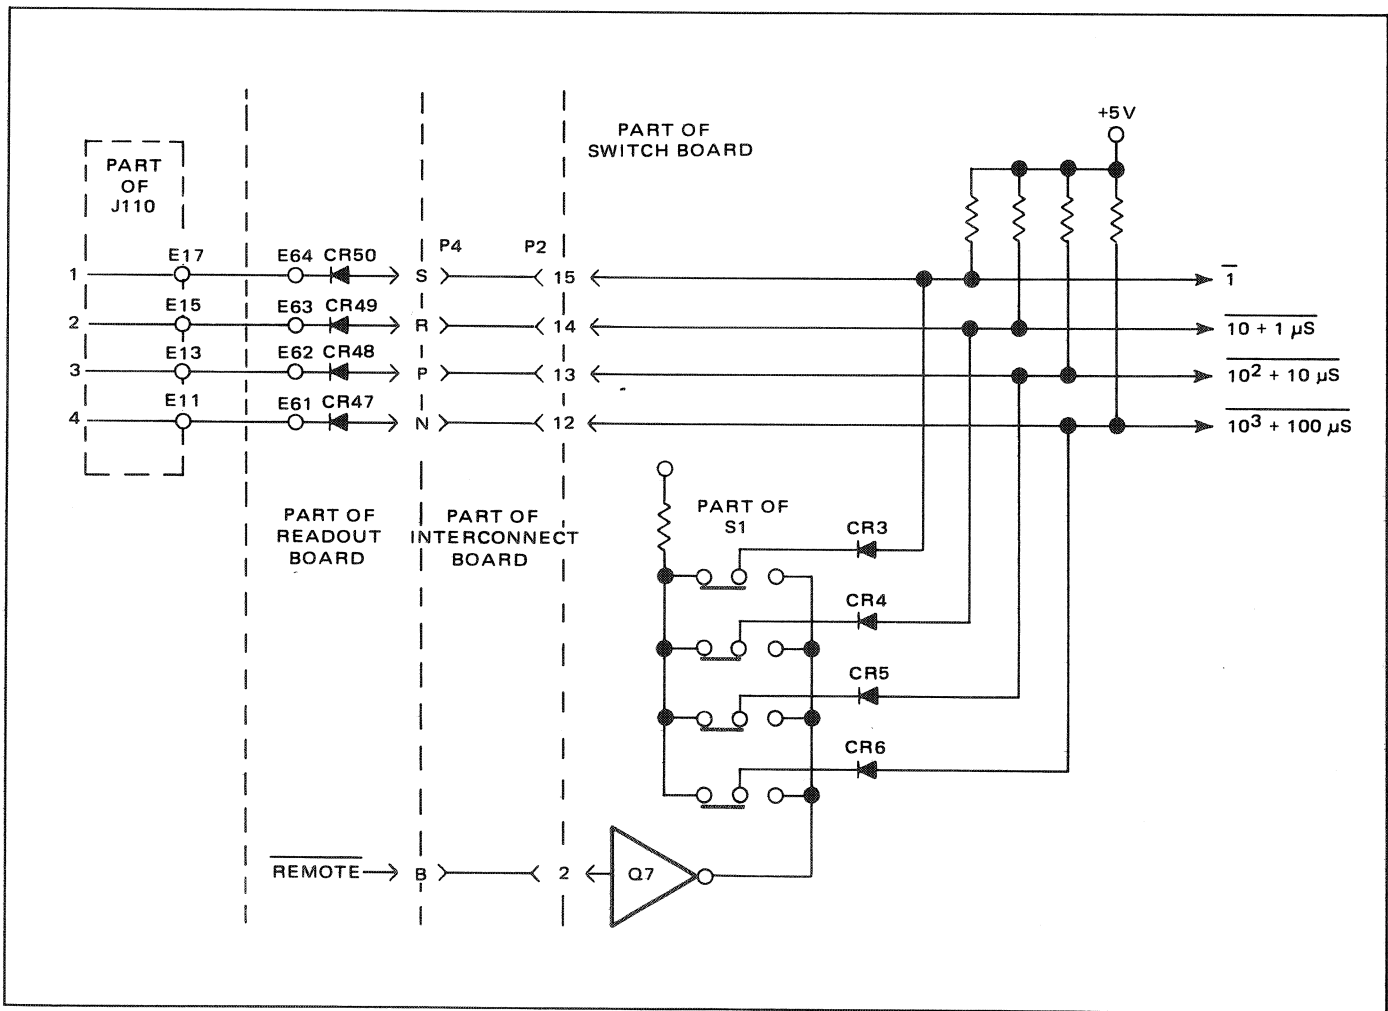 +5V
PART OF
SWITCH BOARD
PART
OF
J110
P4 P2
1 E17 E64 CR50 S 15 1̅
2 E15 E63 CR49 R 14 10 + 1 µS
3 E13 E62 CR48 P 13 10² + 10 µS
4 E11 E61 CR47 N 12 10³ + 100 µS
PART OF
READOUT
BOARD
PART OF
INTERCONNECT
BOARD
PART OF
S1
CR3
CR4
CR5
CR6
REMOTE B 2 Q7